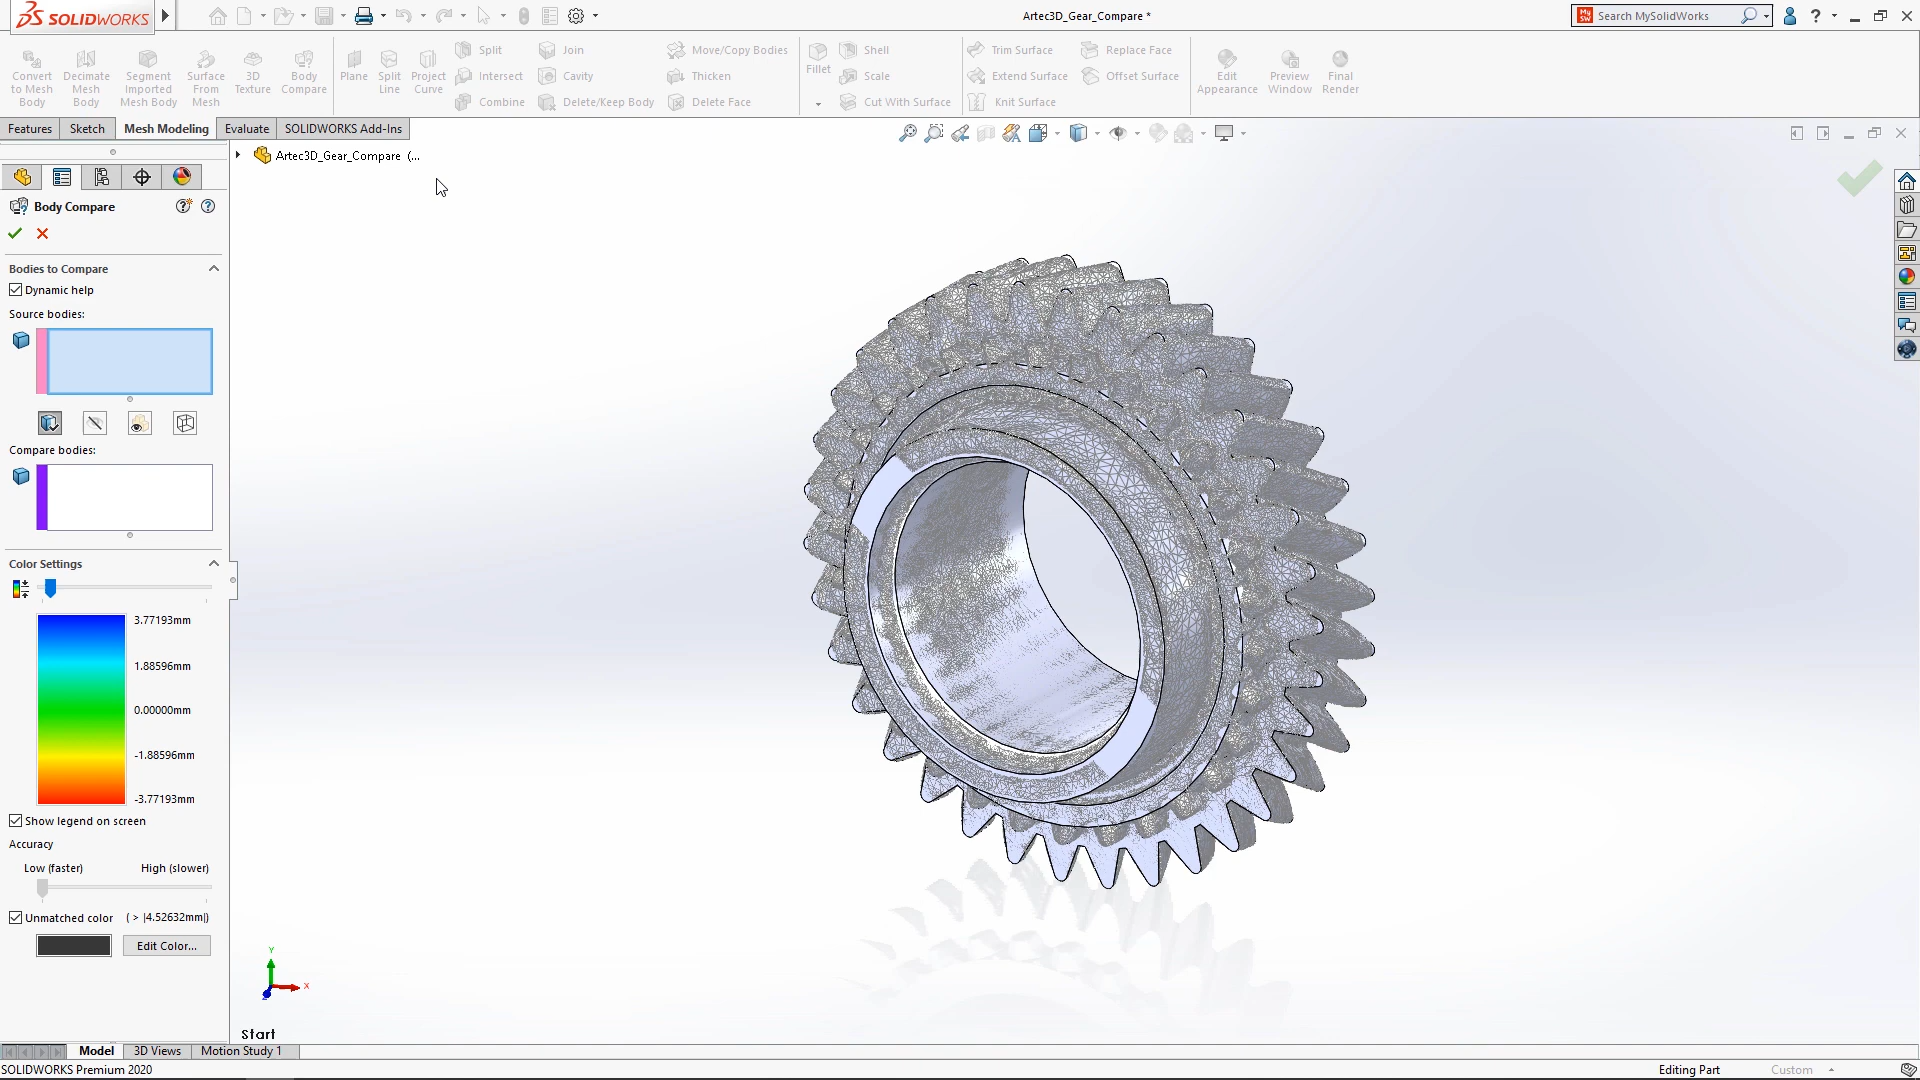 SOLIDWORKS
Artec3D_Gear_Compare *
My
SW
Search MySolidWorks
?
Convert
to Mesh
Body
Decimate
Mesh
Body
Segment
Imported
Mesh Body
Surface
From
Mesh
3D
Texture
Body
Compare
Plane
Split
Line
Project
Curve
Split
Intersect
Combine
Join
Cavity
Delete/Keep Body
Move/Copy Bodies
Thicken
Delete Face
Fillet
Shell
Scale
Cut With Surface
Trim Surface
Extend Surface
Knit Surface
Replace Face
Offset Surface
Edit
Appearance
Preview
Window
Final
Render
Features
Sketch
Mesh Modeling
Evaluate
SOLIDWORKS Add-Ins
Artec3D_Gear_Compare (...
Body Compare
Bodies to Compare
Dynamic help
Source bodies:
Compare bodies:
Color Settings
3.77193mm
1.88596mm
0.00000mm
-1.88596mm
-3.77193mm
Show legend on screen
Accuracy
Low (faster) High (slower)
Unmatched color ( > |4.52632mm|)
Edit Color...
Y
X
Z
Start
Model
3D Views
Motion Study 1
SOLIDWORKS Premium 2020
Editing Part
Custom